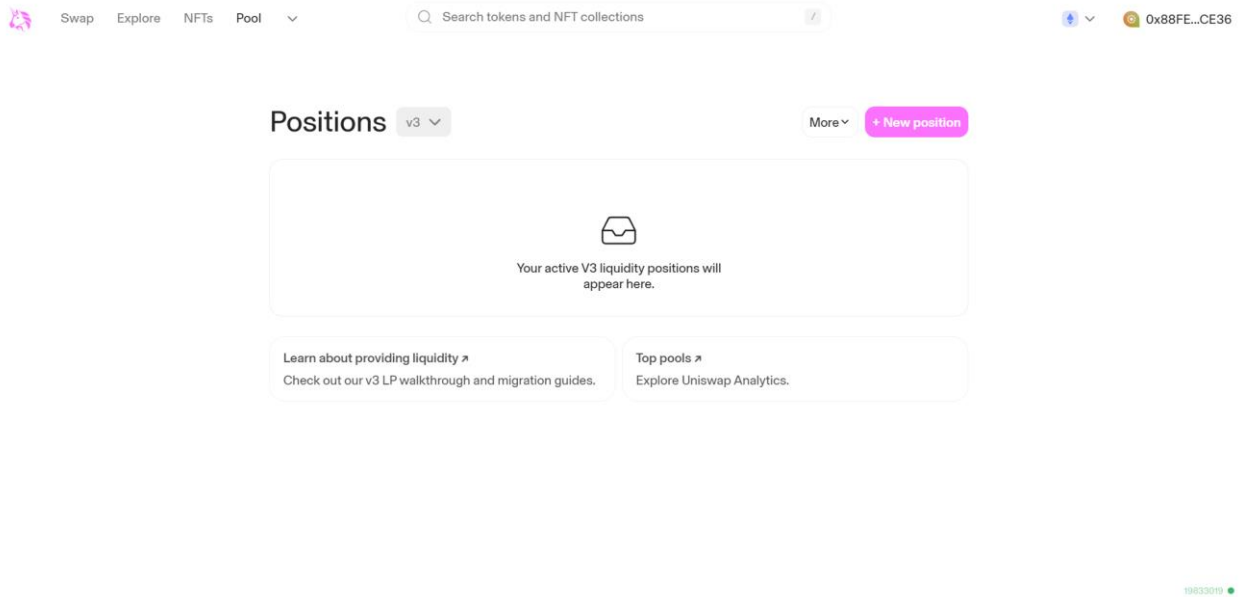 Swap Explore NFTs Pool Search tokens and NFT collections / 0x88FE...CE36
Positions v3 More + New position
Your active V3 liquidity positions will
appear here.
Learn about providing liquidity ↗ Top pools ↗
Check out our v3 LP walkthrough and migration guides. Explore Uniswap Analytics.
19833019